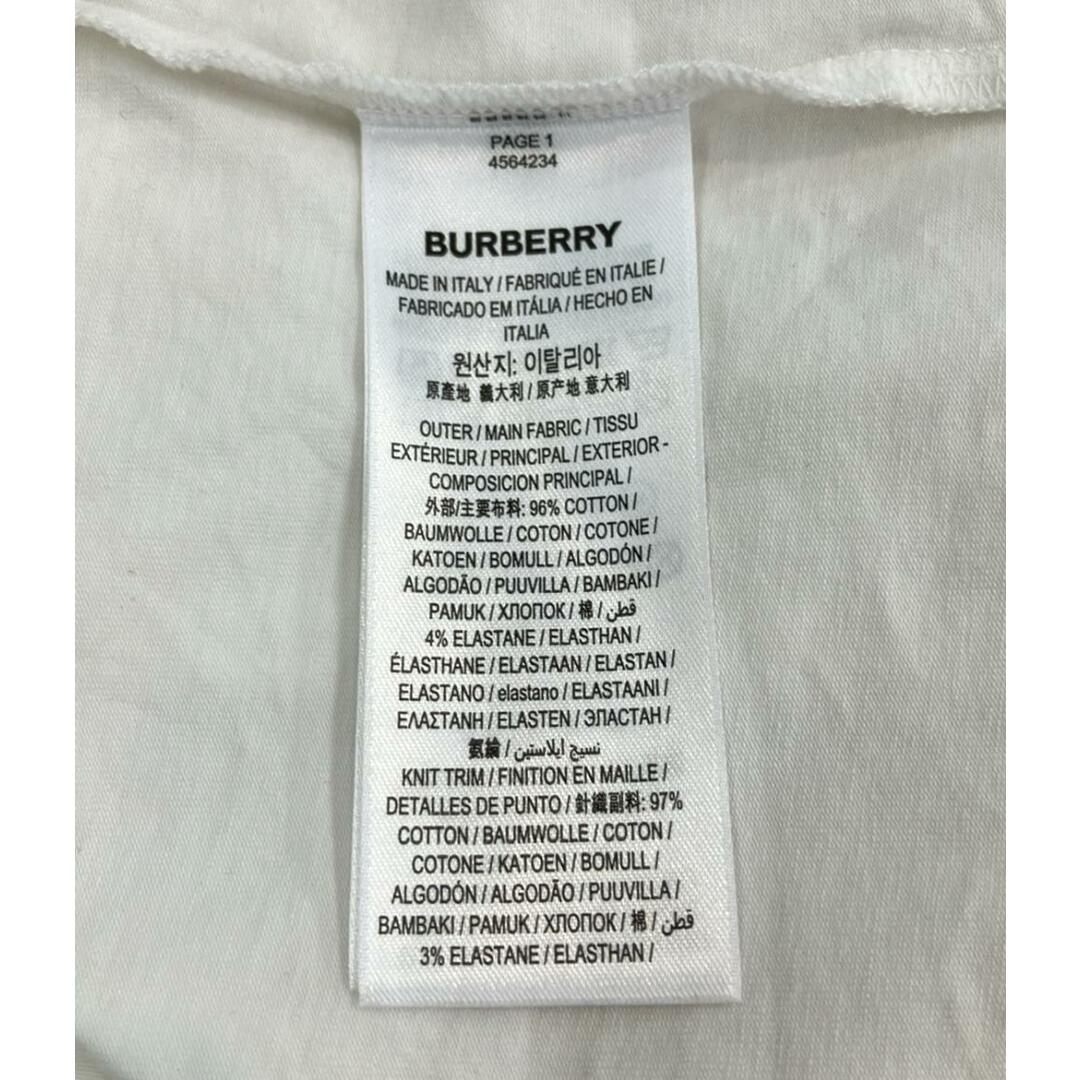 PAGE 1
4564234
BURBERRY
MADE IN ITALY / FABRIQUÉ EN ITALIE /
FABRICADO EM ITÁLIA / HECHO EN
ITALIA
원산지: 이탈리아
原產地 義大利 / 原产地 意大利
OUTER / MAIN FABRIC / TISSU
EXTÉRIEUR / PRINCIPAL / EXTERIOR -
COMPOSICION PRINCIPAL /
外部/主要布料: 96% COTTON /
BAUMWOLLE / COTON / COTONE /
KATOEN / BOMULL / ALGODÓN /
ALGODÃO / PUUVILLA / BAMBAKI /
PAMUK / ХЛОПОК / 棉 / قطن
4% ELASTANE / ELASTHAN /
ÉLASTHANE / ELASTAAN / ELASTAN /
ELASTANO / elastano / ELASTAANI /
ΕΛΑΣΤΑΝΗ / ELASTEN / ЭЛАСТАН /
氨綸 / نسيج ايلاستين
KNIT TRIM / FINITION EN MAILLE /
DETALLES DE PUNTO / 針織副料: 97%
COTTON / BAUMWOLLE / COTON /
COTONE / KATOEN / BOMULL /
ALGODÓN / ALGODÃO / PUUVILLA /
BAMBAKI / PAMUK / ХЛОПОК / 棉 / قطن
3% ELASTANE / ELASTHAN /